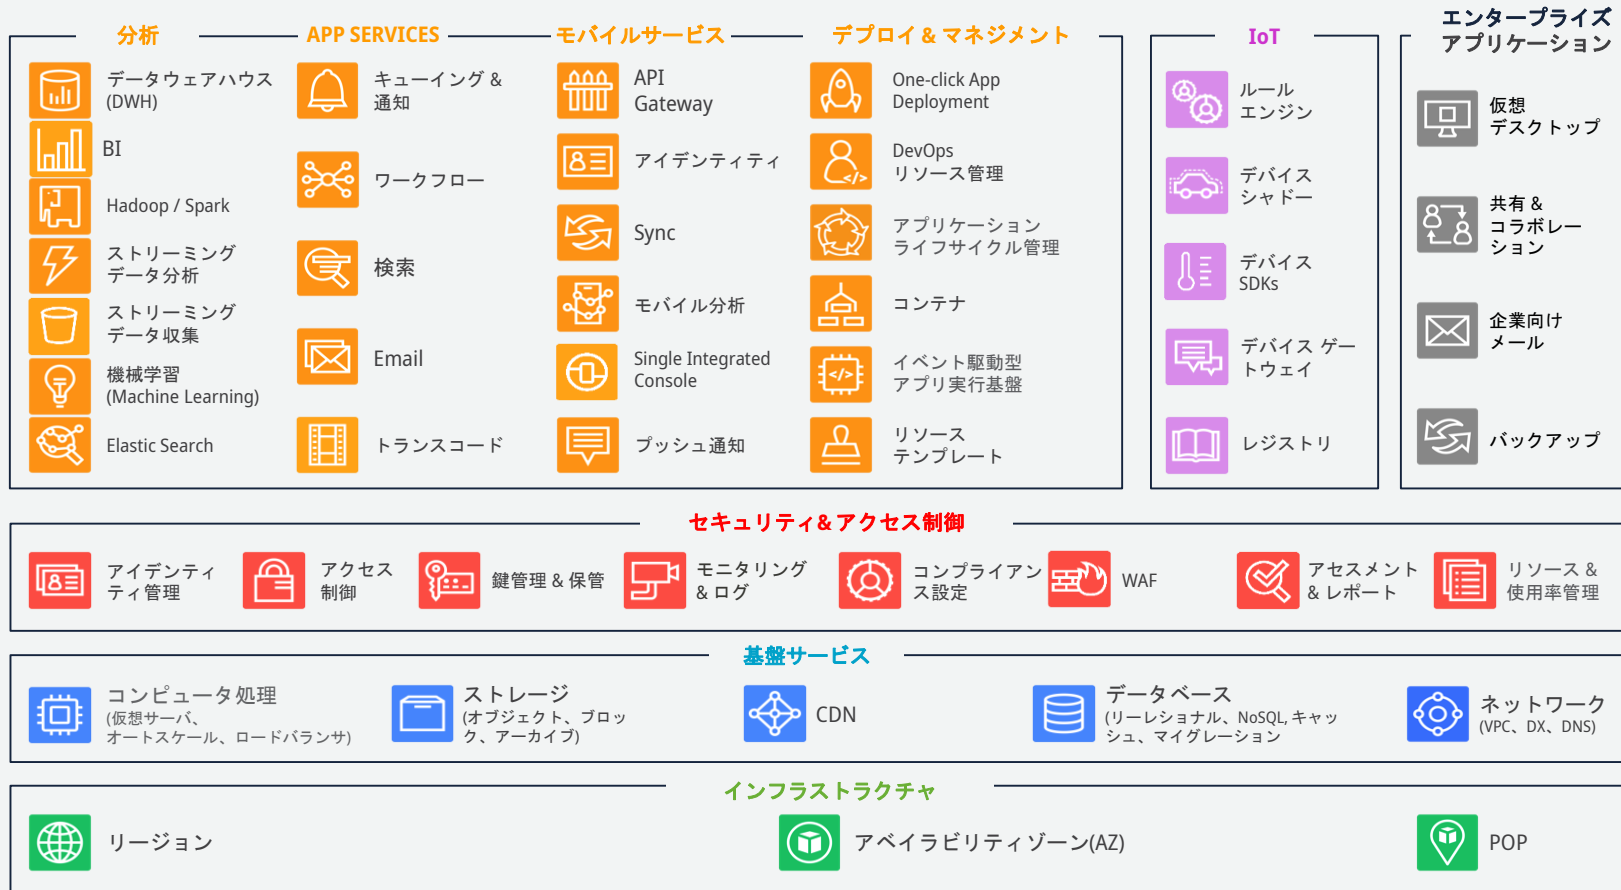 分析
データウェアハウス
(DWH)
BI
Hadoop / Spark
ストリーミング
データ分析
ストリーミング
データ収集
機械学習
(Machine Learning)
Elastic Search
APP SERVICES
キューイング &
通知
ワークフロー
検索
Email
トランスコード
モバイルサービス
API
Gateway
アイデンティティ
Sync
モバイル分析
Single Integrated
Console
プッシュ通知
デプロイ & マネジメント
One-click App
Deployment
DevOps
リソース管理
アプリケーション
ライフサイクル管理
コンテナ
イベント駆動型
アプリ実行基盤
リソース
テンプレート
IoT
ルール
エンジン
デバイス
シャドー
デバイス
SDKs
デバイス ゲー
トウェイ
レジストリ
エンタープライズ
アプリケーション
仮想
デスクトップ
共有 &
コラボレー
ション
企業向け
メール
バックアップ
セキュリティ& アクセス制御
アイデンティ
ティ管理
アクセス
制御
鍵管理 & 保管
モニタリング
& ログ
コンプライアン
ス設定
WAF
アセスメント
& レポート
リソース &
使用率管理
基盤サービス
コンピュータ処理
(仮想サーバ、
オートスケール、ロードバランサ)
ストレージ
(オブジェクト、ブロッ
ク、アーカイブ)
CDN
データベース
(リーレショナル、NoSQL, キャッ
シュ、マイグレーション
ネットワーク
(VPC、DX、DNS)
インフラストラクチャ
リージョン
アベイラビリティゾーン(AZ)
POP